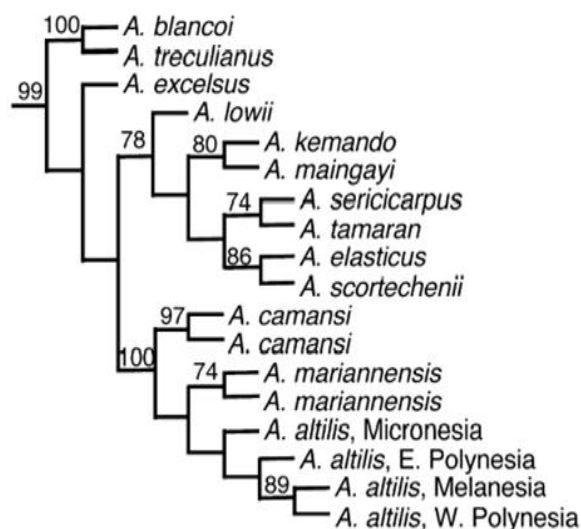 100
A. blancoi
A. treculianus
99
A. excelsus
A. lowii
78
80
A. kemando
A. maingayi
74
A. sericicarpus
A. tamaran
86
A. elasticus
A. scortechenii
97
A. camansi
A. camansi
100
74
A. mariannensis
A. mariannensis
A. altilis, Micronesia
A. altilis, E. Polynesia
89
A. altilis, Melanesia
A. altilis, W. Polynesia